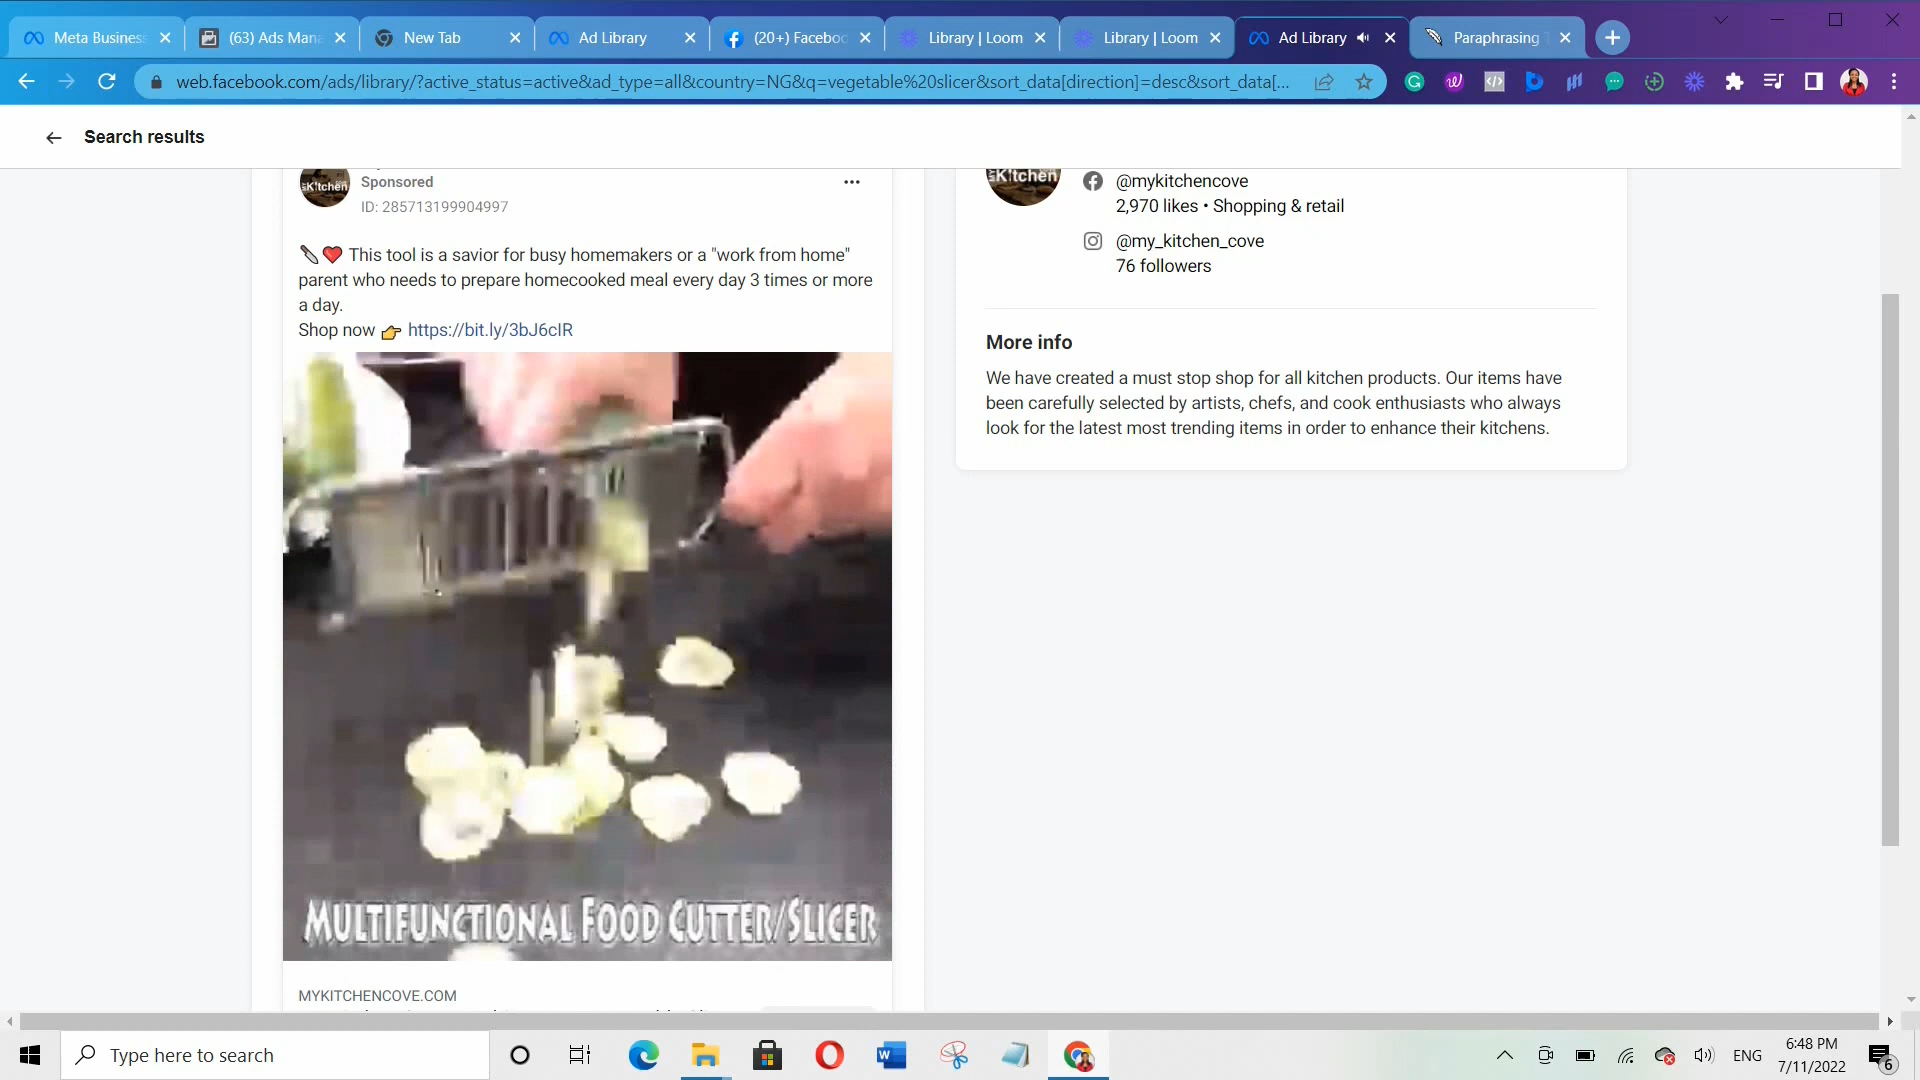 Meta Business
(63) Ads Mana
New Tab
Ad Library
(20+) Faceboo
Library | Loom
Library | Loom
Ad Library
Paraphrasing T
web.facebook.com/ads/library/?active_status=active&ad_type=all&country=NG&q=vegetable%20slicer&sort_data[direction]=desc&sort_data[...
Search results
Kitchen
Sponsored
ID: 285713199904997
🔪❤️ This tool is a savior for busy homemakers or a "work from home"
parent who needs to prepare homecooked meal every day 3 times or more
a day.
Shop now 👉 https://bit.ly/3bJ6cIR
MULTIFUNCTIONAL FOOD CUTTER/SLICER
MYKITCHENCOVE.COM
Kitchen
@mykitchencove
2,970 likes • Shopping & retail
@my_kitchen_cove
76 followers
More info
We have created a must stop shop for all kitchen products. Our items have
been carefully selected by artists, chefs, and cook enthusiasts who always
look for the latest most trending items in order to enhance their kitchens.
Type here to search
ENG
6:48 PM
7/11/2022
6